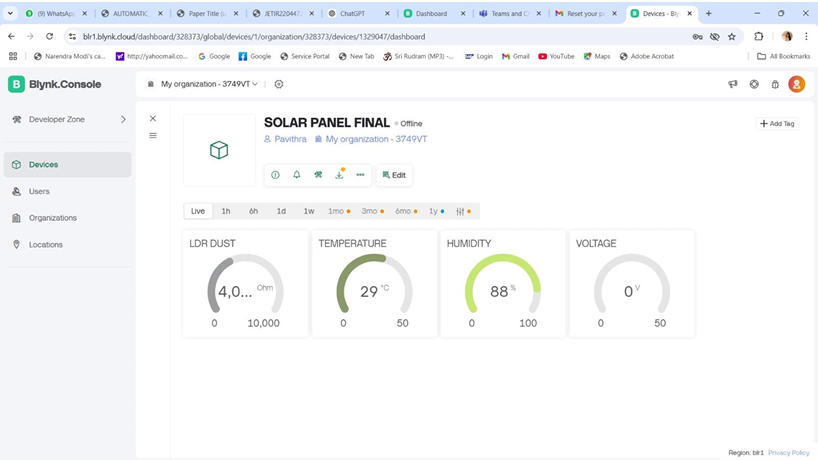 (9) WhatsApp
AUTOMATIC
Paper Title (
JETIR22044
ChatGPT
Dashboard
Teams and C
Reset your p
Devices - Bly
blr1.blynk.cloud/dashboard/328373/global/devices/1/organization/328373/devices/1329047/dashboard
Narendra Modi's ca...
http://yahoomail.c...
Google
Google
Service Portal
New Tab
Sri Rudram (MP3) -...
Login
Gmail
YouTube
Maps
Adobe Acrobat
All Bookmarks
B Blynk.Console
My organization - 3749VT
Developer Zone
Devices
Users
Organizations
Locations
SOLAR PANEL FINAL Offline
Pavithra My organization - 3749VT
Add Tag
Edit
Live 1h 6h 1d 1w 1mo 3mo 6mo 1y
LDR DUST
4,0... Ohm
0 10,000
TEMPERATURE
29 °C
0 50
HUMIDITY
88 %
0 100
VOLTAGE
0 V
0 50
Region: blr1 Privacy Policy